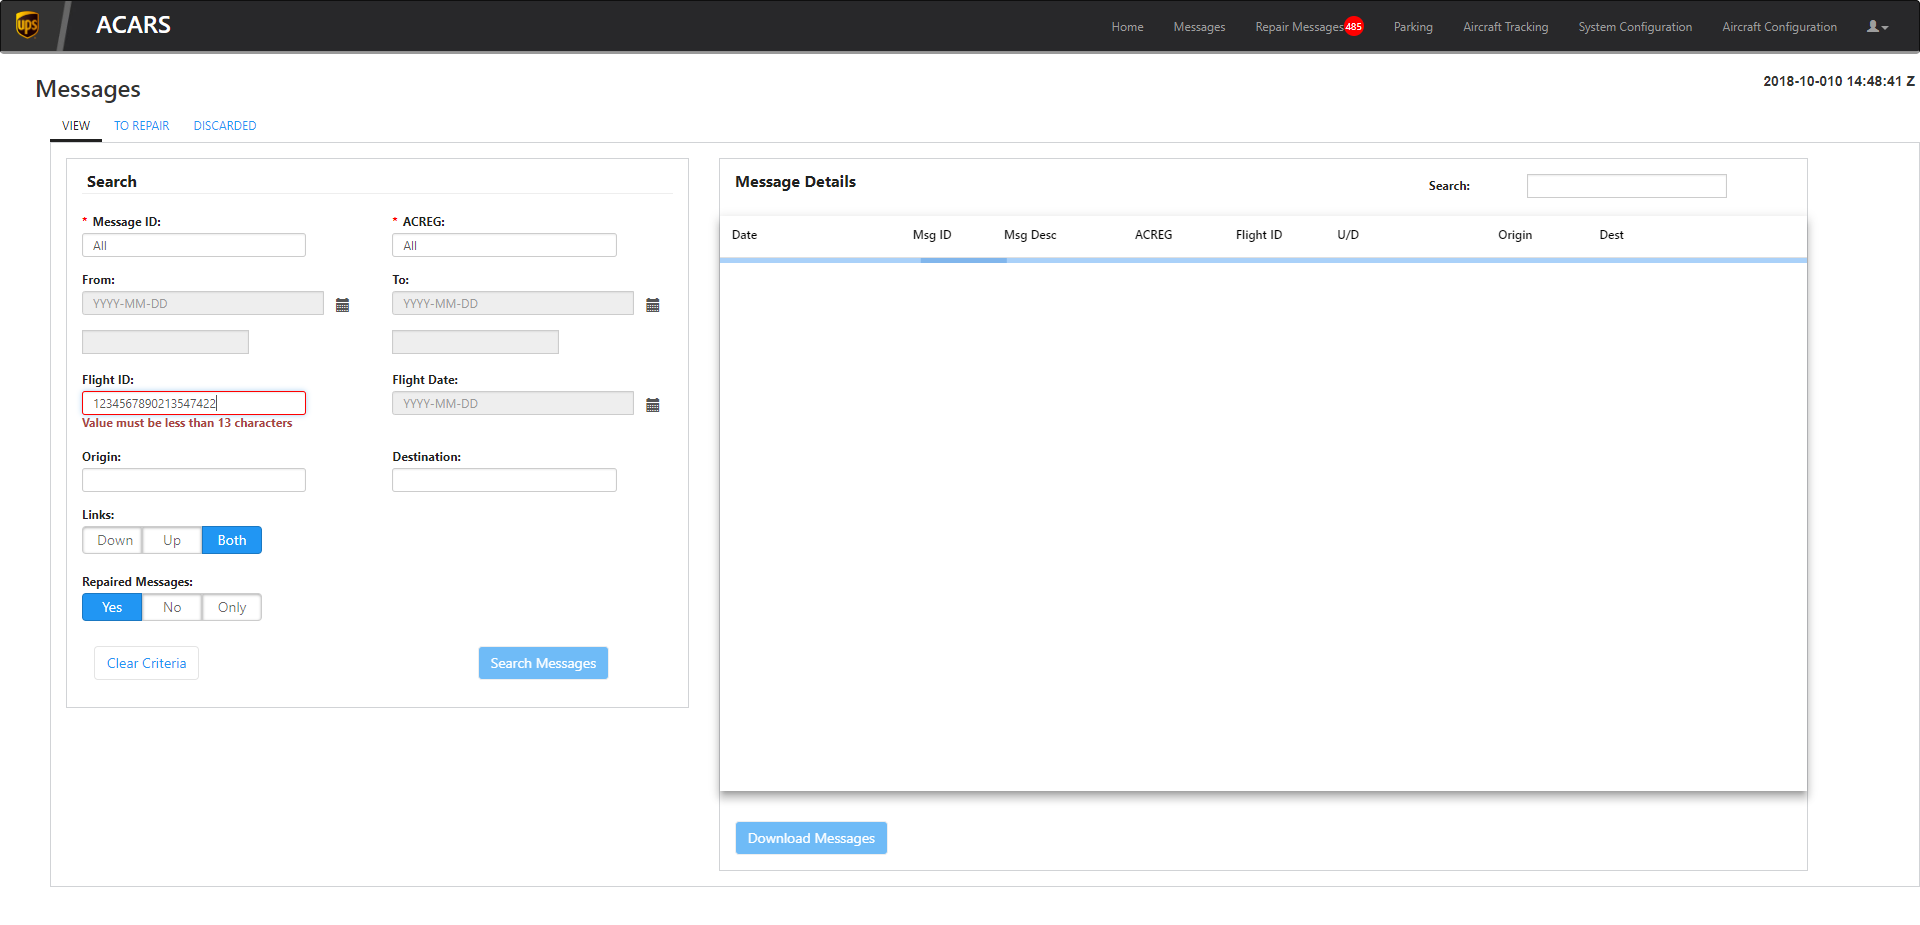 ups
ACARS
Home
Messages
Repair Messages 485
Parking
Aircraft Tracking
System Configuration
Aircraft Configuration
Messages
2018-10-010 14:48:41 Z
VIEW
TO REPAIR
DISCARDED
Search
* Message ID:
* ACREG:
All
All
From:
To:
YYYY-MM-DD
YYYY-MM-DD
Flight ID:
Flight Date:
1234567890213547422
YYYY-MM-DD
Value must be less than 13 characters
Origin:
Destination:
Links:
Down
Up
Both
Repaired Messages:
Yes
No
Only
Clear Criteria
Search Messages
Message Details
Search:
Date
Msg ID
Msg Desc
ACREG
Flight ID
U/D
Origin
Dest
Download Messages